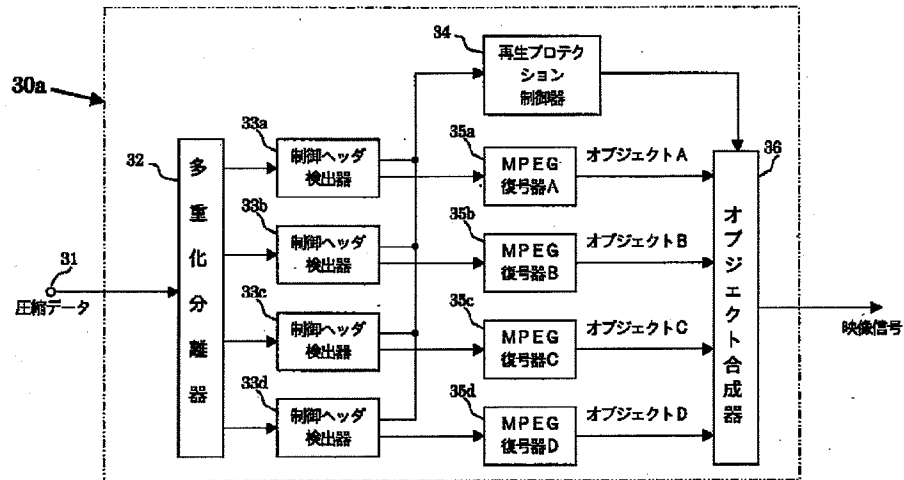 30a
34
再生プロテク
ション
制御器
32
多重化分離器
33a
制御ヘッダ
検出器
35a
MPEG
復号器A
オブジェクトA
36
オブジェクト合成器
33b
制御ヘッダ
検出器
35b
MPEG
復号器B
オブジェクトB
31
圧縮データ
33c
制御ヘッダ
検出器
35c
MPEG
復号器C
オブジェクトC
映像信号
33d
制御ヘッダ
検出器
35d
MPEG
復号器D
オブジェクトD